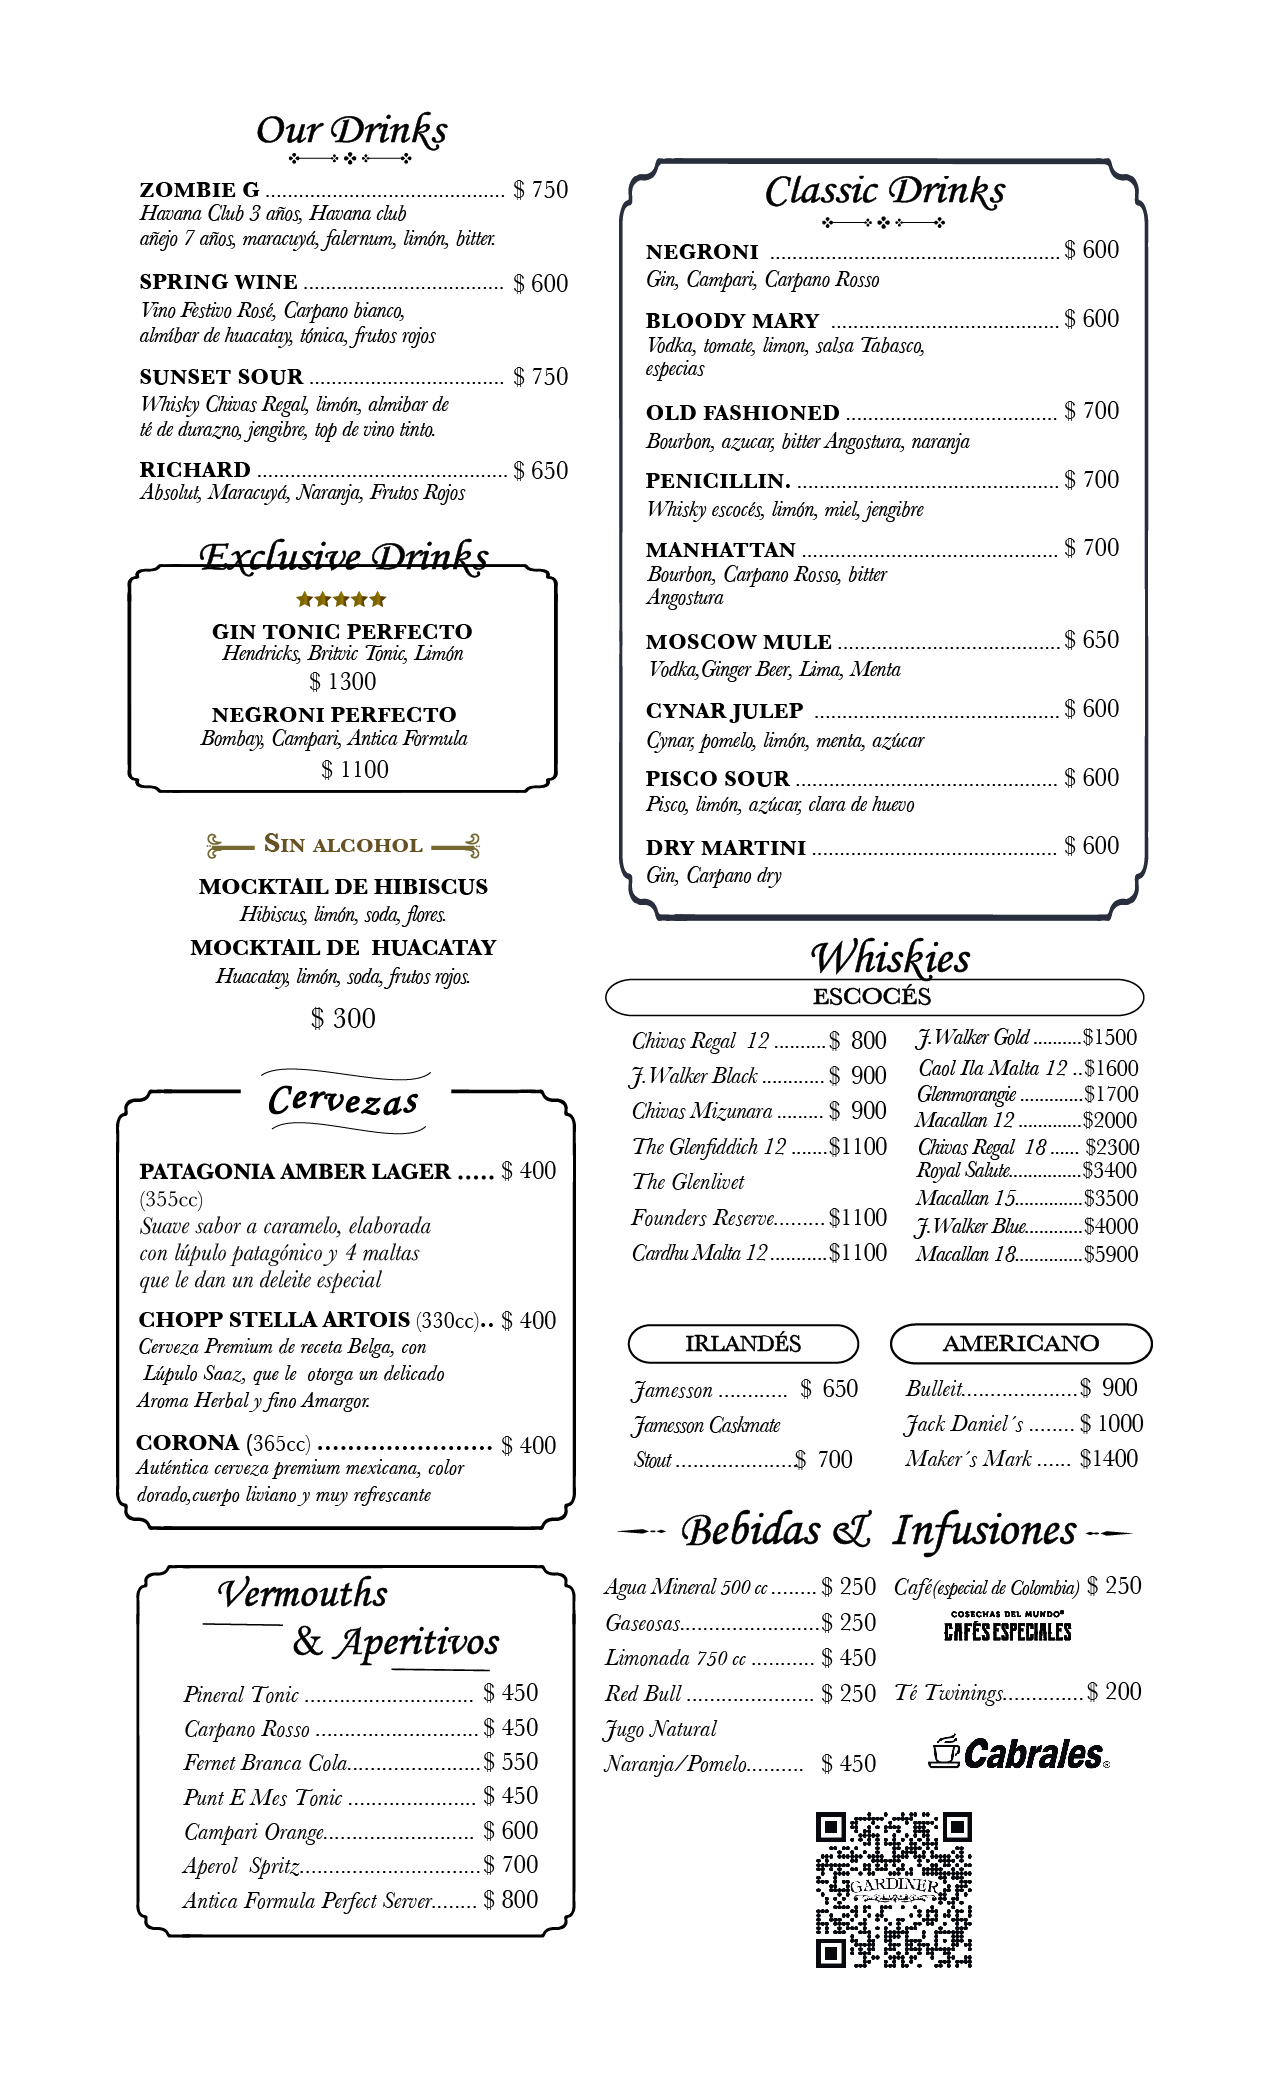 Our Drinks
ZOMBIE G ........................................... $ 750
Havana Club 3 años, Havana club
añejo 7 años, maracuyá, falernum, limón, bitter.
SPRING WINE .................................... $ 600
Vino Festivo Rosé, Carpano bianco,
almíbar de huacatay, tónica, frutos rojos
SUNSET SOUR ................................... $ 750
Whisky Chivas Regal, limón, almibar de
té de durazno, jengibre, top de vino tinto.
RICHARD ............................................. $ 650
Absolut, Maracuyá, Naranja, Frutos Rojos
Exclusive Drinks
GIN TONIC PERFECTO
Hendricks, Britvic Tonic, Limón
$ 1300
NEGRONI PERFECTO
Bombay, Campari, Antica Formula
$ 1100
SIN ALCOHOL
MOCKTAIL DE HIBISCUS
Hibiscus, limón, soda, flores.
MOCKTAIL DE HUACATAY
Huacatay, limón, soda, frutos rojos.
$ 300
Cervezas
PATAGONIA AMBER LAGER ..... $ 400
(355cc)
Suave sabor a caramelo, elaborada
con lúpulo patagónico y 4 maltas
que le dan un deleite especial
CHOPP STELLA ARTOIS (330cc).. $ 400
Cerveza Premium de receta Belga, con
Lúpulo Saaz, que le otorga un delicado
Aroma Herbal y fino Amargor.
CORONA (365cc) ....................... $ 400
Auténtica cerveza premium mexicana, color
dorado,cuerpo liviano y muy refrescante
Vermouths
& Aperitivos
Pineral Tonic ............................. $ 450
Carpano Rosso ............................ $ 450
Fernet Branca Cola....................... $ 550
Punt E Mes Tonic ...................... $ 450
Campari Orange.......................... $ 600
Aperol Spritz............................... $ 700
Antica Formula Perfect Server........ $ 800
Classic Drinks
NEGRONI .................................................... $ 600
Gin, Campari, Carpano Rosso
BLOODY MARY ......................................... $ 600
Vodka, tomate, limon, salsa Tabasco,
especias
OLD FASHIONED ...................................... $ 700
Bourbon, azucar, bitter Angostura, naranja
PENICILLIN. ............................................... $ 700
Whisky escocés, limón, miel, jengibre
MANHATTAN .............................................. $ 700
Bourbon, Carpano Rosso, bitter
Angostura
MOSCOW MULE ........................................ $ 650
Vodka,Ginger Beer, Lima, Menta
CYNAR JULEP ............................................ $ 600
Cynar, pomelo, limón, menta, azúcar
PISCO SOUR ............................................... $ 600
Pisco, limón, azúcar, clara de huevo
DRY MARTINI ............................................ $ 600
Gin, Carpano dry
Whiskies
ESCOCÉS
Chivas Regal 12 .......... $ 800
J.Walker Black ............ $ 900
Chivas Mizunara ......... $ 900
The Glenfiddich 12 .......$1100
The Glenlivet
Founders Reserve.........$1100
Cardhu Malta 12...........$1100
J.Walker Gold ..........$1500
Caol Ila Malta 12 ..$1600
Glenmorangie .............$1700
Macallan 12 .............$2000
Chivas Regal 18 ...... $2300
Royal Salute...............$3400
Macallan 15..............$3500
J.Walker Blue............$4000
Macallan 18..............$5900
IRLANDÉS
Jamesson ............ $ 650
Jamesson Caskmate
Stout .....................$ 700
AMERICANO
Bulleit....................$ 900
Jack Daniel´s ........ $ 1000
Maker´s Mark ...... $1400
Bebidas & Infusiones
Agua Mineral 500 cc ........ $ 250
Gaseosas........................$ 250
Limonada 750 cc ........... $ 450
Red Bull ...................... $ 250
Jugo Natural
Naranja/Pomelo.......... $ 450
Café(especial de Colombia) $ 250
COSECHAS DEL MUNDO®
CAFÉS ESPECIALES
Té Twinings..............$ 200
Cabrales®
GARDINER